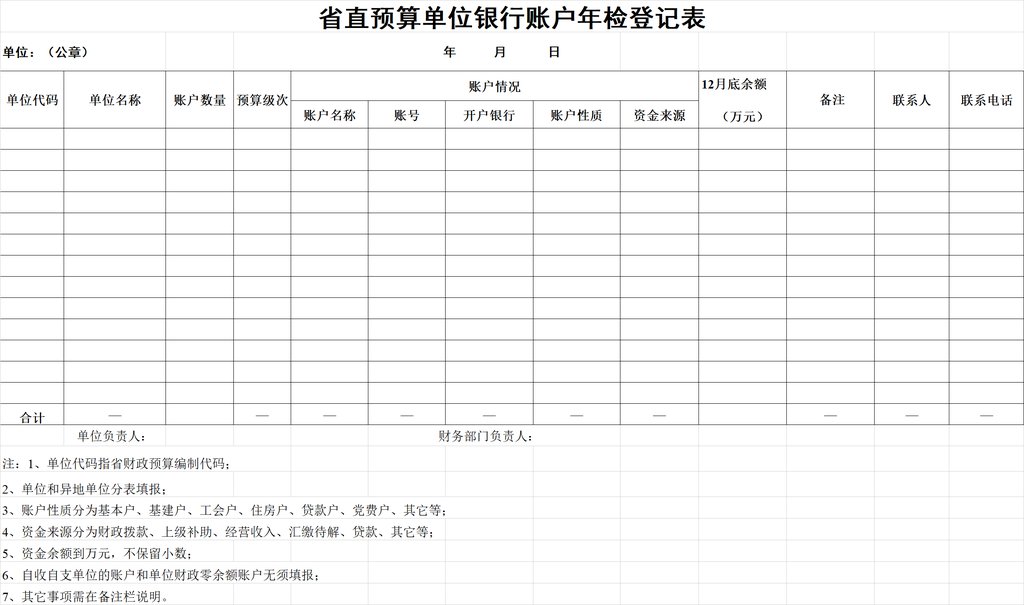 省直预算单位银行账户年检登记表
单位：（公章） 年 月 日
单位代码 单位名称 账户数量 预算级次 账户情况 12月底余额（万元） 备注 联系人 联系电话
账户名称 账号 开户银行 账户性质 资金来源
合计 — — — — — — — — — —
单位负责人： 财务部门负责人：
注：1、单位代码指省财政预算编制代码；
2、单位和异地单位分表填报；
3、账户性质分为基本户、基建户、工会户、住房户、贷款户、党费户、其它等；
4、资金来源分为财政拨款、上级补助、经营收入、汇缴待解、贷款、其它等；
5、资金余额到万元，不保留小数；
6、自收自支单位的账户和单位财政零余额账户无须填报；
7、其它事项需在备注栏说明。